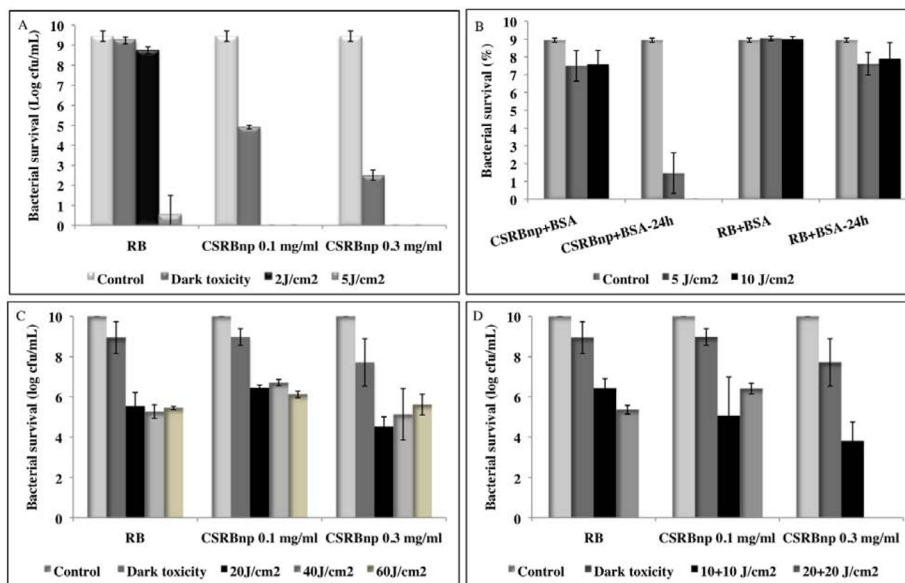 A
Bacterial survival (Log cfu/mL)
10
9
8
7
6
5
4
3
2
1
0
RB CSRBnp 0.1 mg/ml CSRBnp 0.3 mg/ml
Control Dark toxicity 2J/cm2 5J/cm2
B
Bacterial survival (%)
10
9
8
7
6
5
4
3
2
1
0
CSRBnp+BSA CSRBnp+BSA-24h RB+BSA RB+BSA-24h
Control 5 J/cm2 10 J/cm2
C
Bacterial survival (log cfu/mL)
10
8
6
4
2
0
RB CSRBnp 0.1 mg/ml CSRBnp 0.3 mg/ml
Control Dark toxicity 20J/cm2 40J/cm2 60J/cm2
D
Bacterial survival (log cfu/mL)
10
8
6
4
2
0
RB CSRBnp 0.1 mg/ml CSRBnp 0.3 mg/ml
Control Dark toxicity 10+10 J/cm2 20+20 J/cm2